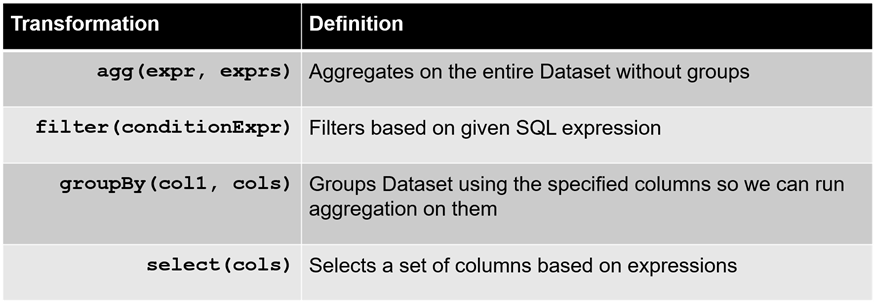 Transformation Definition
agg(expr, exprs) Aggregates on the entire Dataset without groups
filter(conditionExpr) Filters based on given SQL expression
groupBy(col1, cols) Groups Dataset using the specified columns so we can run
aggregation on them
select(cols) Selects a set of columns based on expressions